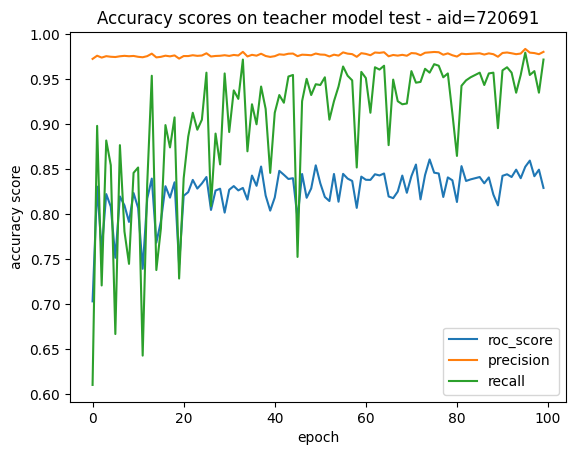 Accuracy scores on teacher model test - aid=720691
accuracy score
1.00
0.95
0.90
0.85
0.80
0.75
0.70
0.65
0.60
0
20
40
60
80
100
epoch
roc_score
precision
recall